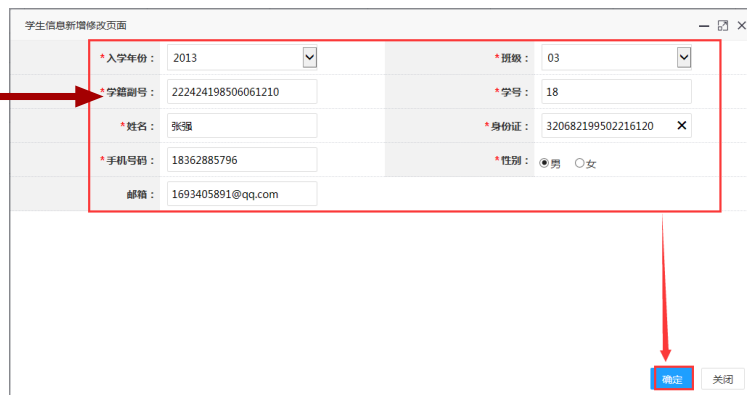 学生信息新增修改页面
*入学年份： 2013 *班级： 03
*学籍副号： 222424198506061210 *学号： 18
*姓名： 张强 *身份证： 320682199502216120
*手机号码： 18362885796 *性别： 男 女
邮箱： 1693405891@qq.com
确定 关闭